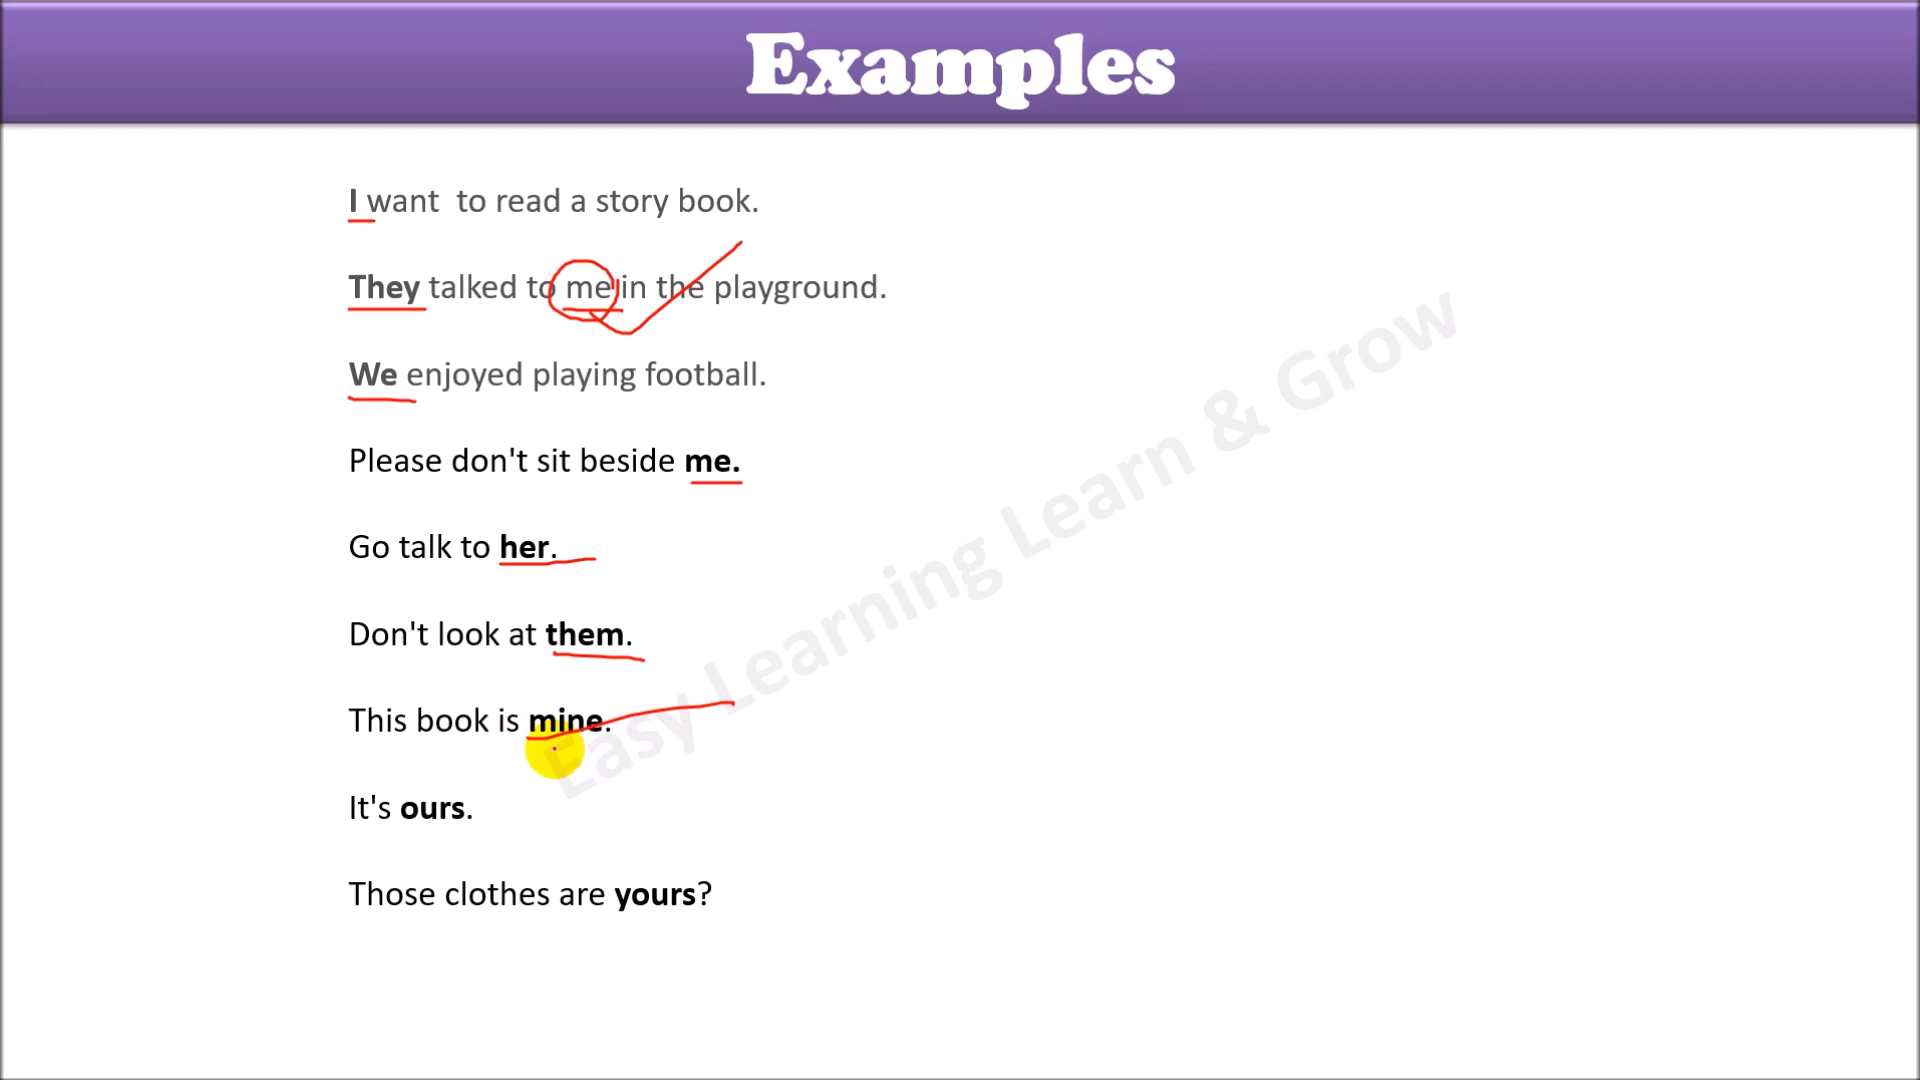 Examples
I want  to read a story book.
They talked to me in the playground.
We enjoyed playing football.
Please don't sit beside me.
Go talk to her.
Don't look at them.
This book is mine.
It's ours.
Those clothes are yours?
Easy Learning Learn & Grow